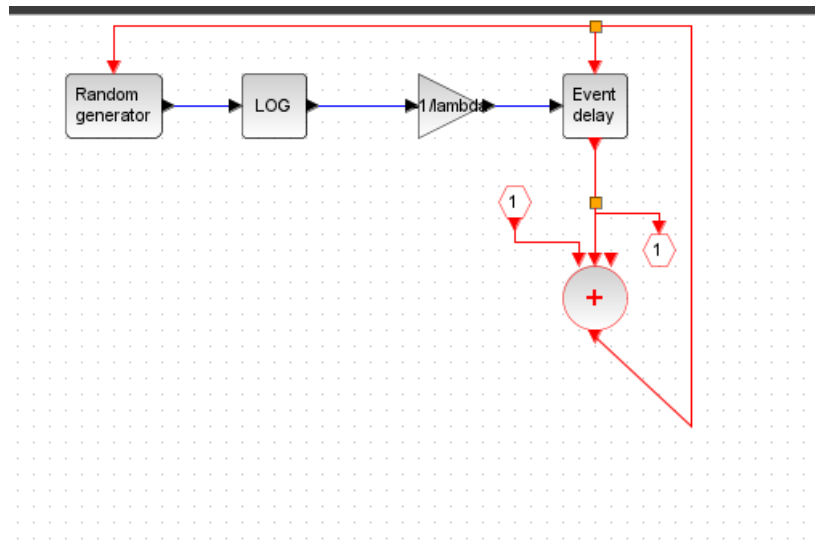 Random
generator
LOG
1/lambda
Event
delay
1
1
+